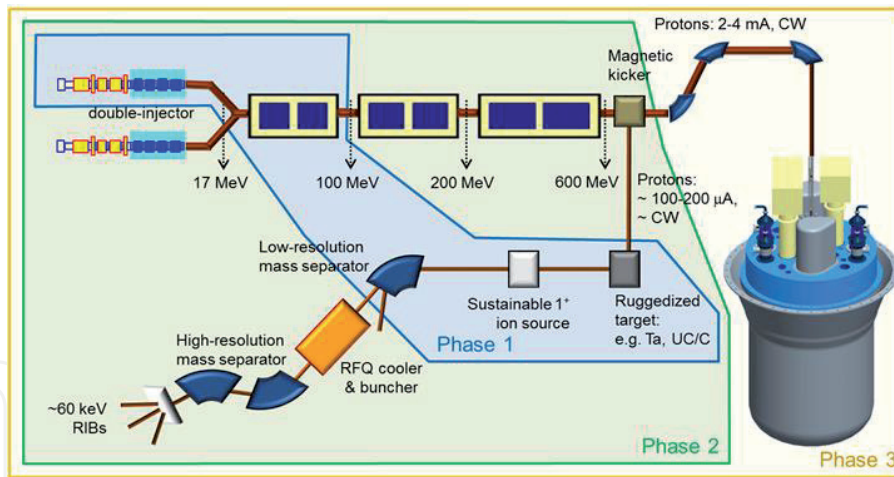 Protons: 2-4 mA, CW
Magnetic
kicker
double-injector
17 MeV
100 MeV
200 MeV
600 MeV
Protons:
~ 100-200 µA,
~ CW
Low-resolution
mass separator
Sustainable 1⁺
ion source
Ruggedized
target:
e.g. Ta, UC/C
Phase 1
High-resolution
mass separator
RFQ cooler
& buncher
~60 keV
RIBs
Phase 2
Phase 3